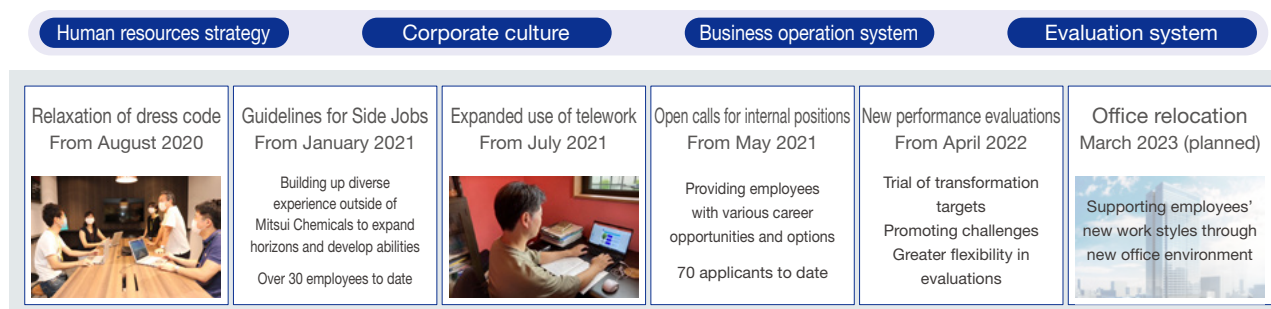 Human resources strategy
Corporate culture
Business operation system
Evaluation system
Relaxation of dress code
From August 2020
Guidelines for Side Jobs
From January 2021
Building up diverse
experience outside of
Mitsui Chemicals to expand
horizons and develop abilities
Over 30 employees to date
Expanded use of telework
From July 2021
Open calls for internal positions
From May 2021
Providing employees
with various career
opportunities and options
70 applicants to date
New performance evaluations
From April 2022
Trial of transformation
targets
Promoting challenges
Greater flexibility in
evaluations
Office relocation
March 2023 (planned)
Supporting employees'
new work styles through
new office environment